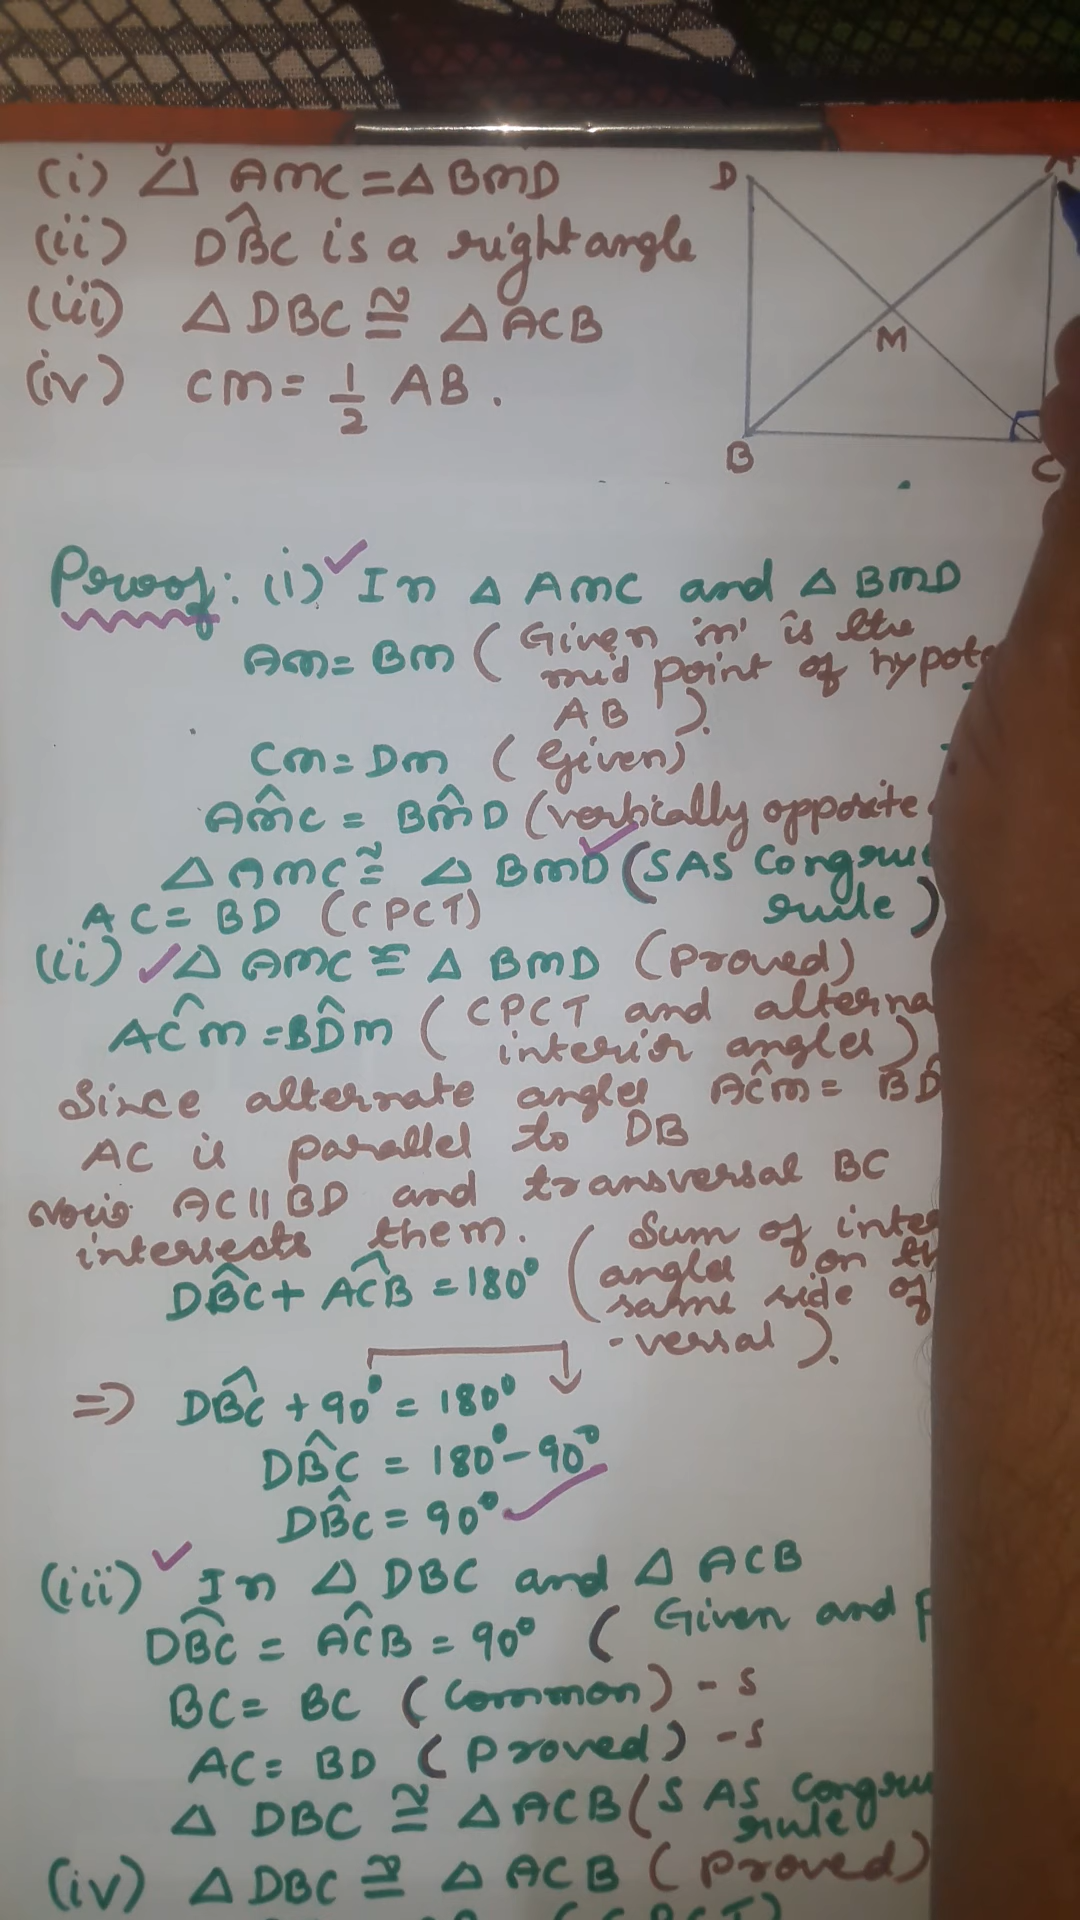 (i) △ AMC = △ BMD
(ii) DB̂C is a right angle
(iii) △ DBC ≅ △ ACB
(iv) CM = 1/2 AB.
D
A
M
B
C
Proof: (i) In △ AMC and △ BMD
AM = BM (Given 'm' is the
mid point of hypote
AB).
CM = DM (Given)
AM̂C = BM̂D (vertically opposite
△ AMC ≅ △ BMD (SAS Congrue
rule)
AC = BD (CPCT)
(ii) △ AMC ≅ △ BMD (Proved)
AĈM = BD̂M (CPCT and alterna
interior angles)
Since alternate angles AĈM = BD̂
AC is parallel to DB
AC || BD and transversal BC
intersects them.
DB̂C + AĈB = 180° (Sum of inte
angles on th
same side of
-versal).
⇒ DB̂C + 90° = 180°
DB̂C = 180° - 90°
DB̂C = 90°
(iii) In △ DBC and △ ACB
DB̂C = AĈB = 90° (Given and P
BC = BC (Common) - S
AC = BD (Proved) - S
△ DBC ≅ △ ACB (SAS Congrue
rule
(iv) △ DBC ≅ △ ACB (Proved)
(CPCT)